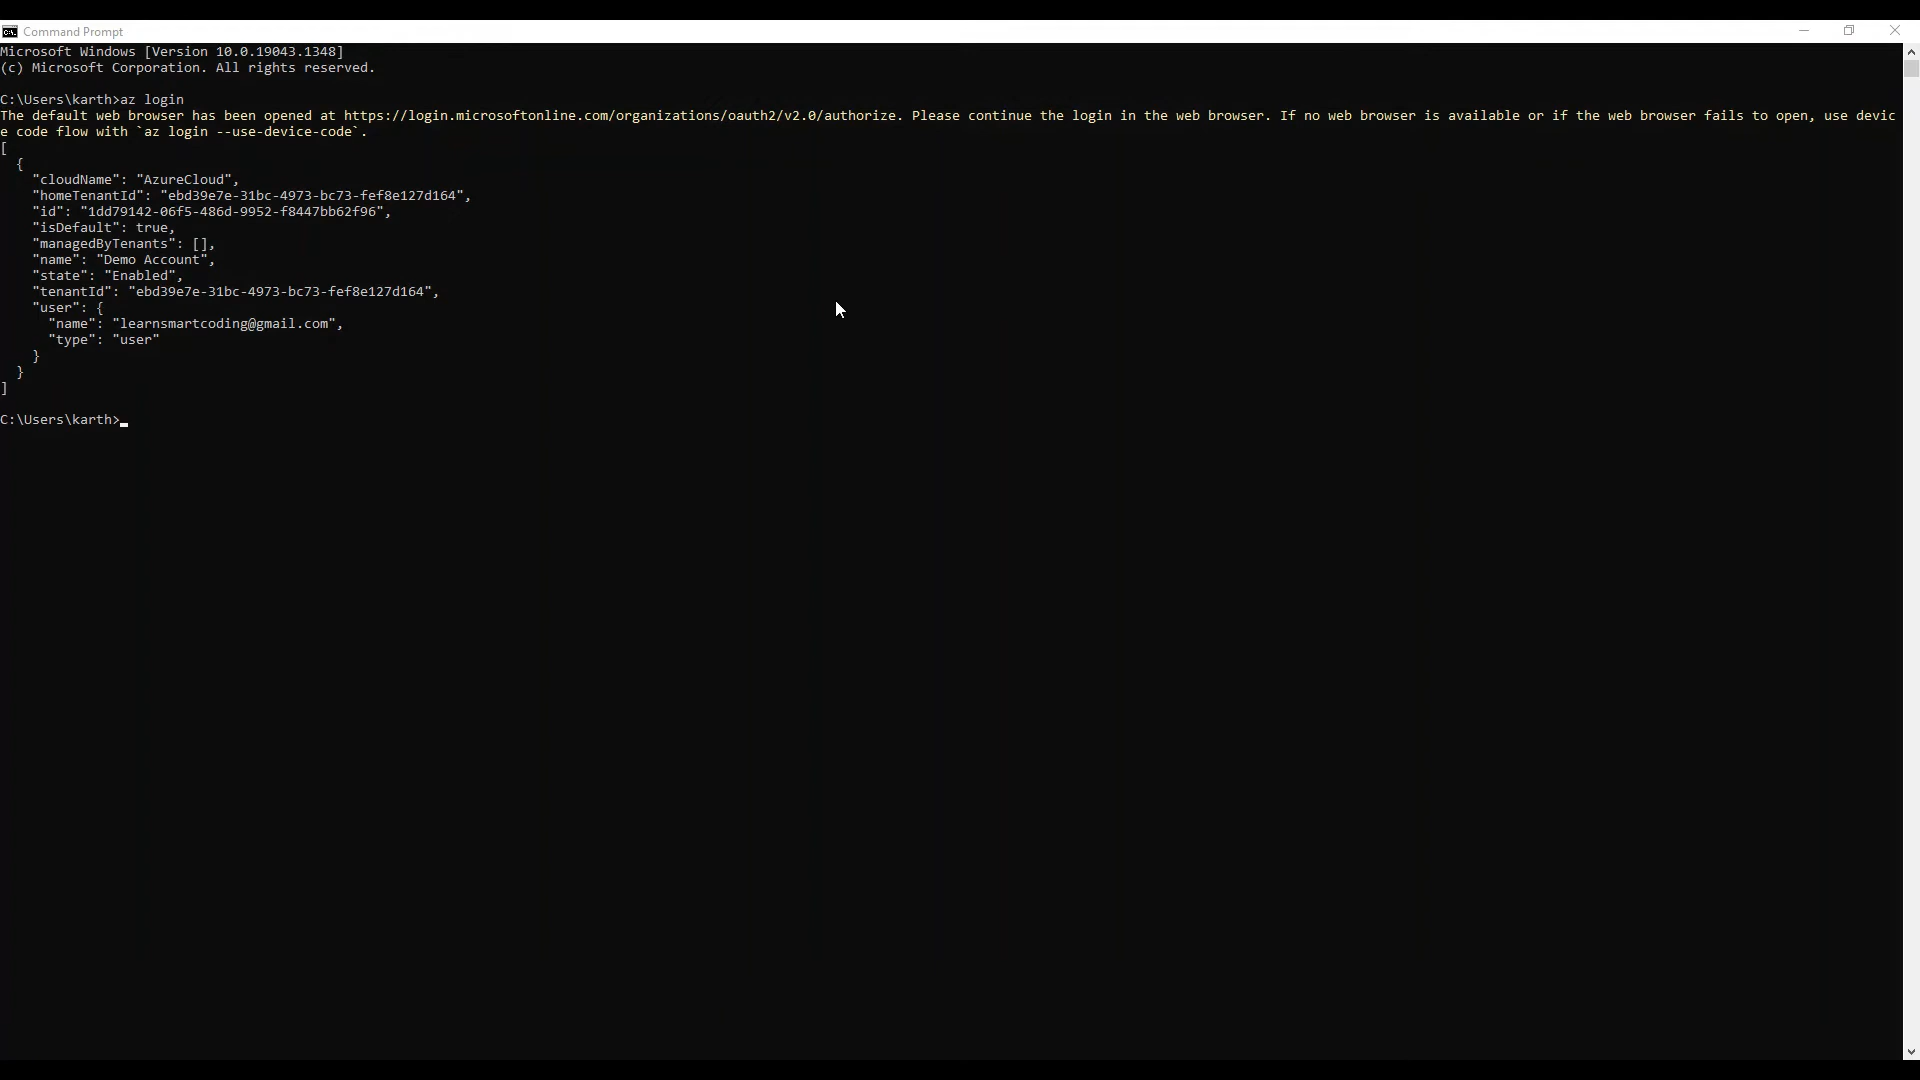 Command Prompt
Microsoft Windows [Version 10.0.19043.1348]
(c) Microsoft Corporation. All rights reserved.
C:\Users\karth>az login
The default web browser has been opened at https://login.microsoftonline.com/organizations/oauth2/v2.0/authorize. Please continue the login in the web browser. If no web browser is available or if the web browser fails to open, use devic
e code flow with `az login --use-device-code`.
[
  {
    "cloudName": "AzureCloud",
    "homeTenantId": "ebd39e7e-31bc-4973-bc73-fef8e127d164",
    "id": "1dd79142-06f5-486d-9952-f8447bb62f96",
    "isDefault": true,
    "managedByTenants": [],
    "name": "Demo Account",
    "state": "Enabled",
    "tenantId": "ebd39e7e-31bc-4973-bc73-fef8e127d164",
    "user": {
      "name": "learnsmartcoding@gmail.com",
      "type": "user"
    }
  }
]
C:\Users\karth>